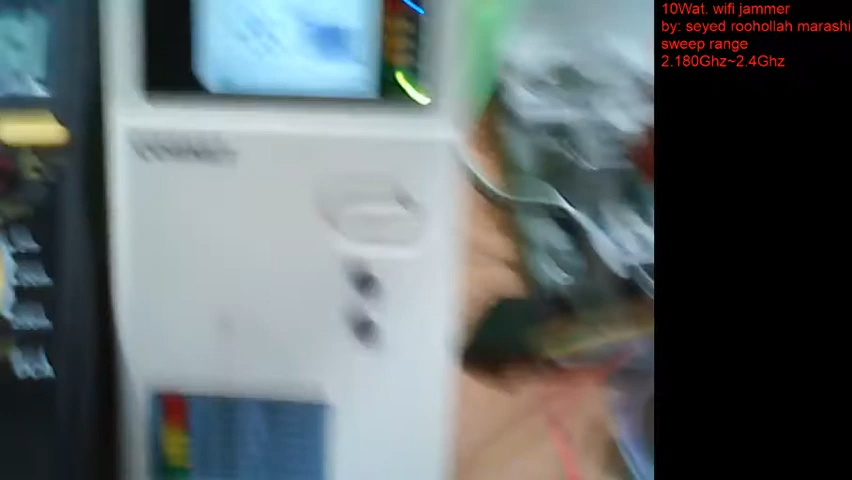 10Wat. wifi jammer
by: seyed roohollah marashi
sweep range
2.180Ghz~2.4Ghz